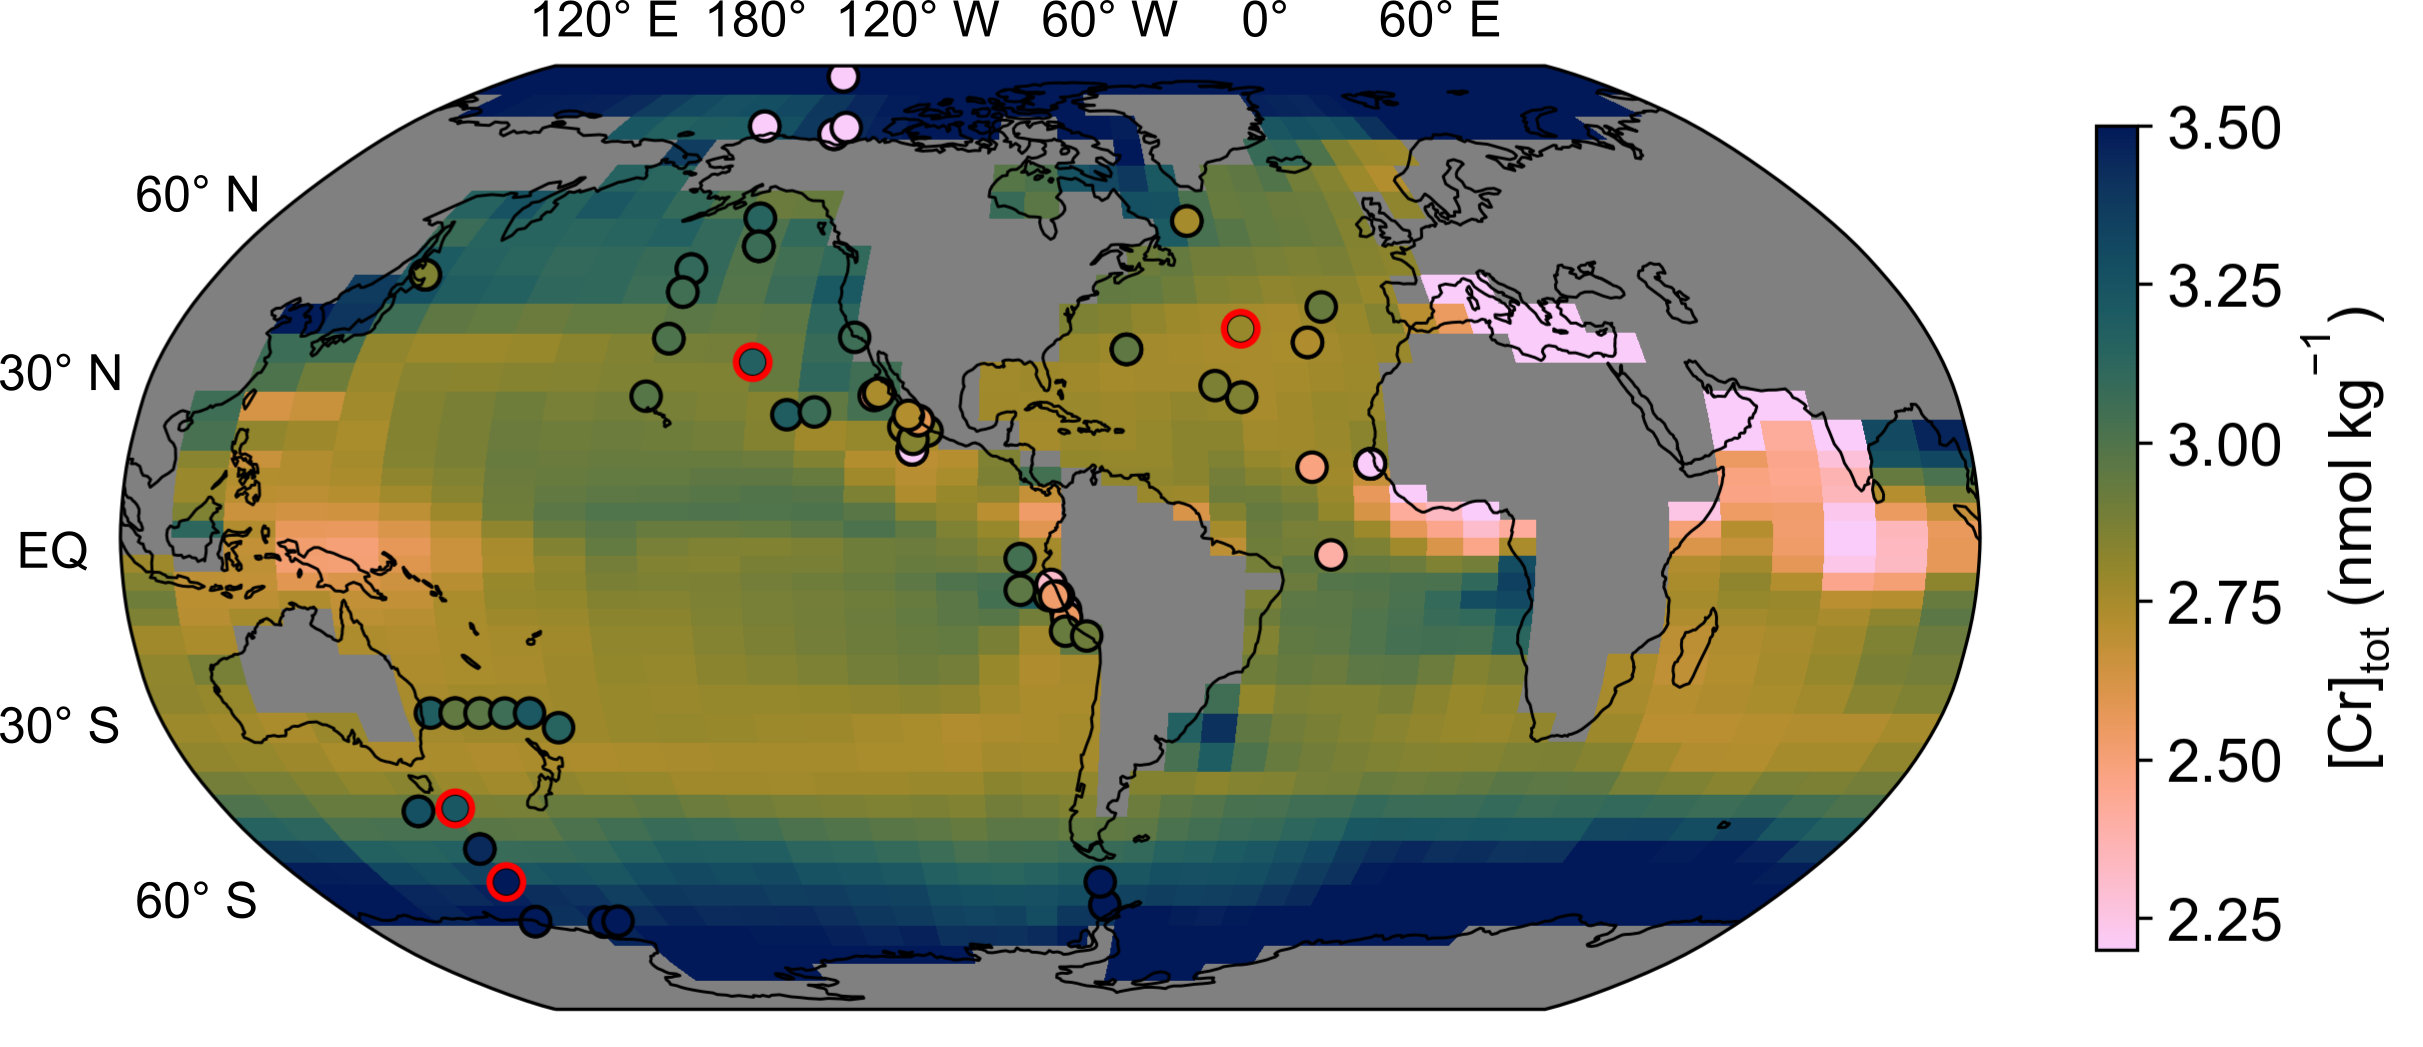 120° E 180° 120° W 60° W 0° 60° E
60° N
30° N
EQ
30° S
60° S
3.50
3.25
3.00
2.75
2.50
2.25
[Cr]tot (nmol kg⁻¹)